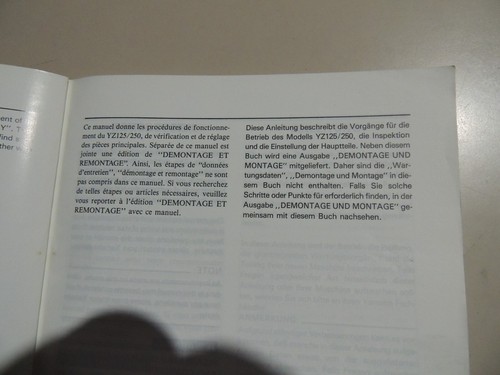 ent of
Y". T
Wind
ther
Ce manuel donne les procédures de fonctionne-
ment du YZ125/250, de vérification et de réglage
des pièces principales. Séparée de ce manuel est
jointe une édition de "DEMONTAGE ET
REMONTAGE". Ainsi, les étapes de "données
d'entretien", "démontage et remontage" ne sont
pas compris dans ce manuel. Si vous recherchez
de telles étapes ou articles nécessaires, veuillez
vous reporter à l'édition "DEMONTAGE ET
REMONTAGE" avec ce manuel.
Diese Anleitung beschreibt die Vorgänge für die
Betrieb des Modells YZ125/250, die Inspektion
und die Einstellung der Hauptteile. Neben diesem
Buch wird eine Ausgabe ,,DEMONTAGE UND
MONTAGE" mitgeliefert. Daher sind die ,,War-
tungsdaten", ,,Demontage und Montage" in die-
sem Buch nicht enthalten. Falls Sie solche
Schritte oder Punkte für erforderlich finden, in der
Ausgabe ,,DEMONTAGE UND MONTAGE" ge-
meinsam mit diesem Buch nachsehen.